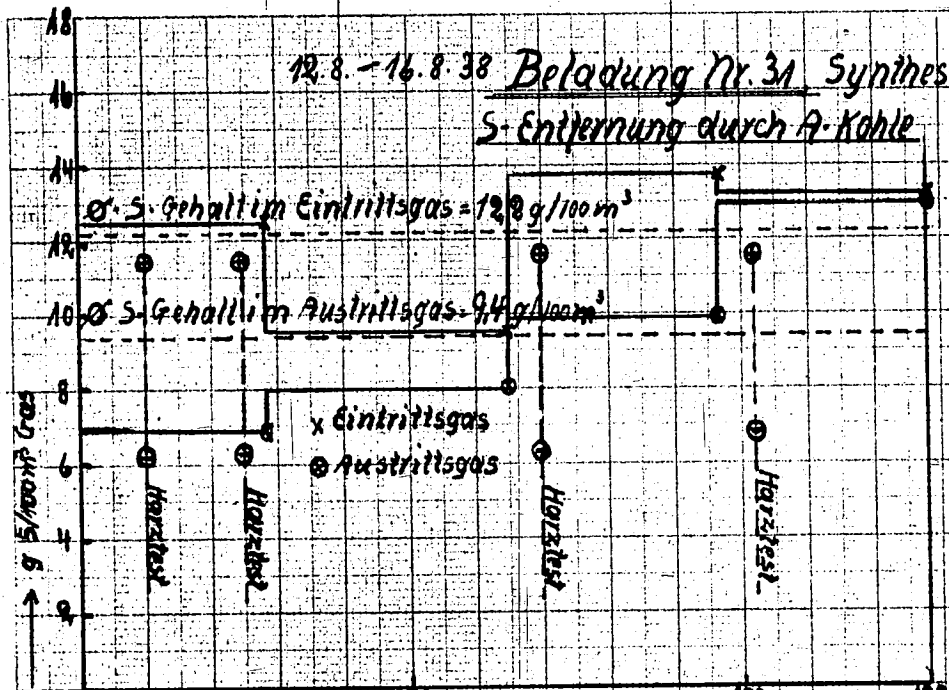 18
12.8. – 16.8.38 Beladung Nr. 31 Synthes
16
S-Entfernung durch A-Kohle
14
Ø-S-Gehalt im Eintrittsgas = 12,2 g/100m³
12
10
Ø S-Gehalt im Austrittsgas = 9,4 g/100m³
8
x Eintrittsgas
6
⊗ Austrittsgas
Harztest
Harztest
Harztest
Harztest
4
2
→ g S/100m³ Gas